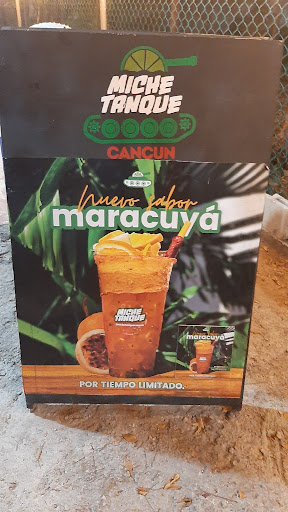 MICHE
TANQUE
CANCUN
nuevo sabor
maracuyá
MICHE
TANQUE
maracuyá
POR TIEMPO LIMITADO.